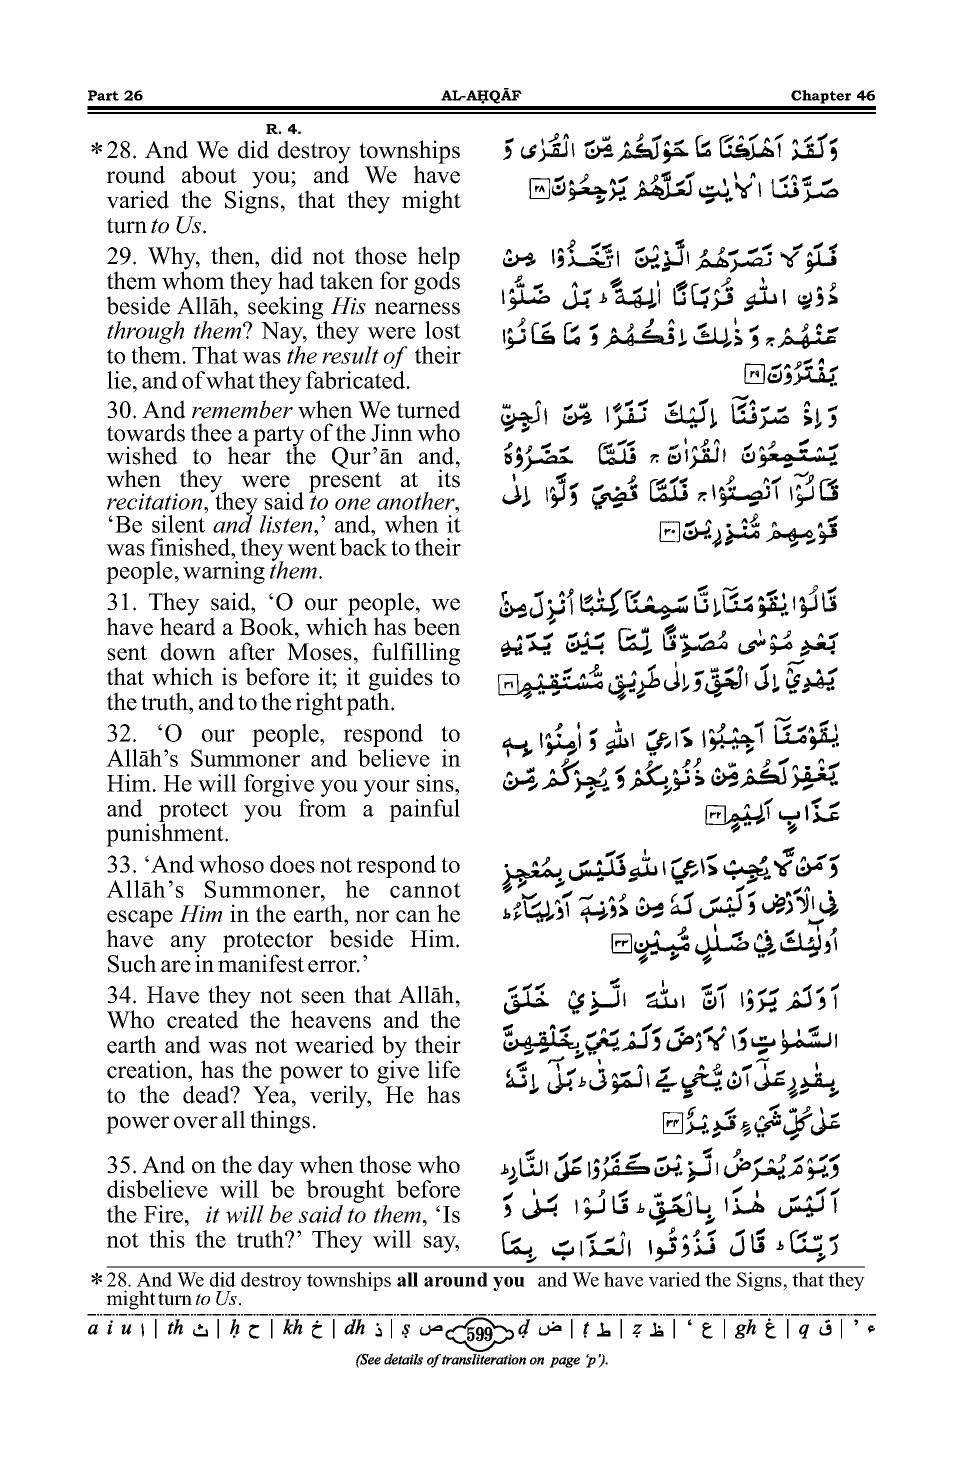 Part 26 AL-AḤQĀF Chapter 46
R. 4.
*28. And We did destroy townships
round about you; and We have
varied the Signs, that they might
turn to Us.
وَلَقَدْ اَهْلَكْنَا مَا حَوْلَكُمْ مِّنَ الْقُرٰى وَ
صَرَّفْنَا الْاٰيٰتِ لَعَلَّهُمْ يَرْجِعُوْنَ ﴿۲۸﴾
29. Why, then, did not those help
them whom they had taken for gods
beside Allāh, seeking His nearness
through them? Nay, they were lost
to them. That was the result of their
lie, and of what they fabricated.
فَلَوْ لَا نَصَرَهُمُ الَّذِيْنَ اتَّخَذُوْا مِنْ
دُوْنِ اللّٰهِ قُرْبَانًا اٰلِهَةً ؕ بَلْ ضَلُّوْا
عَنْهُمْ ۚ وَ ذٰلِكَ اِفْكُهُمْ وَ مَا كَانُوْا
يَفْتَرُوْنَ ﴿۲۹﴾
30. And remember when We turned
towards thee a party of the Jinn who
wished to hear the Qur’ān and,
when they were present at its
recitation, they said to one another,
‘Be silent and listen,’ and, when it
was finished, they went back to their
people, warning them.
وَ اِذْ صَرَفْنَاۤ اِلَيْكَ نَفَرًا مِّنَ الْجِنِّ
يَسْتَمِعُوْنَ الْقُرْاٰنَ ۚ فَلَمَّا حَضَرُوْهُ
قَالُوْۤا اَنْصِتُوْا ۚ فَلَمَّا قُضِيَ وَلَّوْا اِلٰى
قَوْمِهِمْ مُّنْذِرِيْنَ ﴿۳۰﴾
31. They said, ‘O our people, we
have heard a Book, which has been
sent down after Moses, fulfilling
that which is before it; it guides to
the truth, and to the right path.
قَالُوْا يٰقَوْمَنَاۤ اِنَّا سَمِعْنَا كِتٰبًا اُنْزِلَ مِنْۢ
بَعْدِ مُوْسٰى مُصَدِّقًا لِّمَا بَيْنَ يَدَيْهِ
يَهْدِيْۤ اِلَى الْحَقِّ وَ اِلٰى طَرِيْقٍ مُّسْتَقِيْمٍ ﴿۳۱﴾
32. ‘O our people, respond to
Allāh’s Summoner and believe in
Him. He will forgive you your sins,
and protect you from a painful
punishment.
يٰقَوْمَنَاۤ اَجِيْبُوْا دَاعِيَ اللّٰهِ وَ اٰمِنُوْا بِهٖ
يَغْفِرْ لَكُمْ مِّنْ ذُنُوْبِكُمْ وَ يُجِرْكُمْ مِّنْ
عَذَابٍ اَلِيْمٍ ﴿۳۲﴾
33. ‘And whoso does not respond to
Allāh’s Summoner, he cannot
escape Him in the earth, nor can he
have any protector beside Him.
Such are in manifest error.’
وَ مَنْ لَّا يُجِبْ دَاعِيَ اللّٰهِ فَلَيْسَ بِمُعْجِزٍ
فِي الْاَرْضِ وَ لَيْسَ لَهٗ مِنْ دُوْنِهٖۤ اَوْلِيَآءُ ؕ
اُولٰٓئِكَ فِيْ ضَلٰلٍ مُّبِيْنٍ ﴿۳۳﴾
34. Have they not seen that Allāh,
Who created the heavens and the
earth and was not wearied by their
creation, has the power to give life
to the dead? Yea, verily, He has
power over all things.
اَوَ لَمْ يَرَوْا اَنَّ اللّٰهَ الَّذِيْ خَلَقَ
السَّمٰوٰتِ وَ الْاَرْضَ وَ لَمْ يَعْيَ بِخَلْقِهِنَّ
بِقٰدِرٍ عَلٰۤى اَنْ يُّحْيِۦَ الْمَوْتٰى ؕ بَلٰۤى اِنَّهٗ
عَلٰى كُلِّ شَيْءٍ قَدِيْرٌ ﴿۳۴﴾
35. And on the day when those who
disbelieve will be brought before
the Fire, it will be said to them, ‘Is
not this the truth?’ They will say,
وَ يَوْمَ يُعْرَضُ الَّذِيْنَ كَفَرُوْا عَلَى النَّارِ ؕ
اَلَيْسَ هٰذَا بِالْحَقِّ ؕ قَالُوْا بَلٰى وَ
رَبِّنَا ؕ قَالَ فَذُوْقُوا الْعَذَابَ بِمَا
*28. And We did destroy townships all around you and We have varied the Signs, that they
might turn to Us.
a i u ا | th ث | ḥ ح | kh خ | dh ذ | ṣ ص 599 ḍ ض | ṭ ط | ẓ ظ | ‘ ع | gh غ | q ق | ’ ء
(See details of transliteration on page ‘p’).